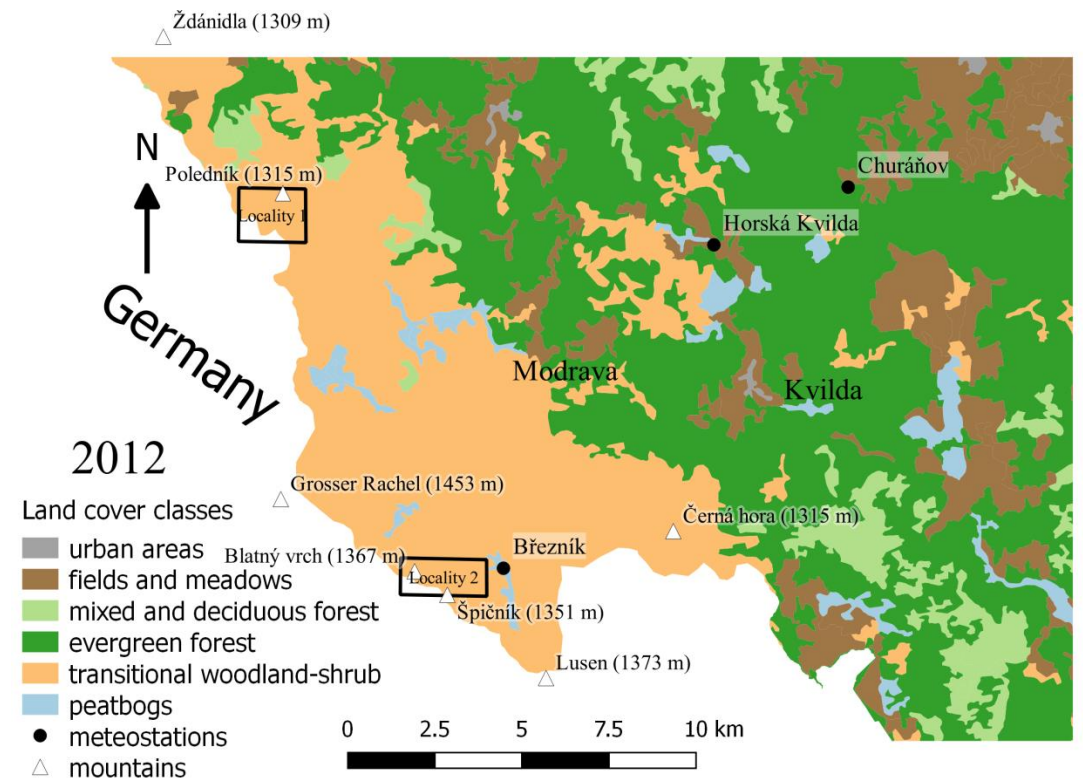 Ždánidla (1309 m)
N
Poledník (1315 m)
Locality 1
Churáňov
Horská Kvilda
Germany
Modrava
Kvilda
2012
Grosser Rachel (1453 m)
Land cover classes
Černá hora (1315 m)
urban areas
Blatný vrch (1367 m)
Březník
fields and meadows
Locality 2
mixed and deciduous forest
Špičník (1351 m)
evergreen forest
transitional woodland-shrub
Lusen (1373 m)
peatbogs
meteostations
mountains
0 2.5 5 7.5 10 km